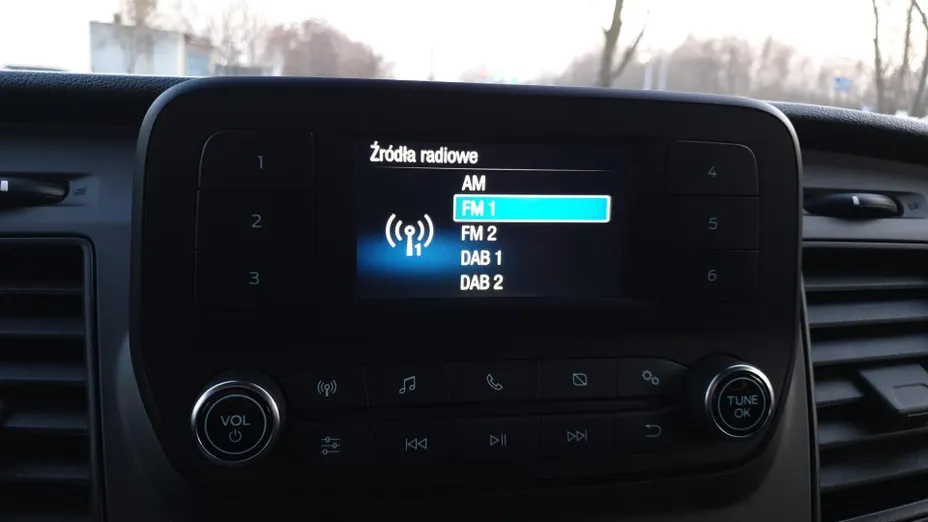 Źródła radiowe
AM
FM 1
FM 2
DAB 1
DAB 2
1
1
2
3
4
5
6
VOL
TUNE
OK